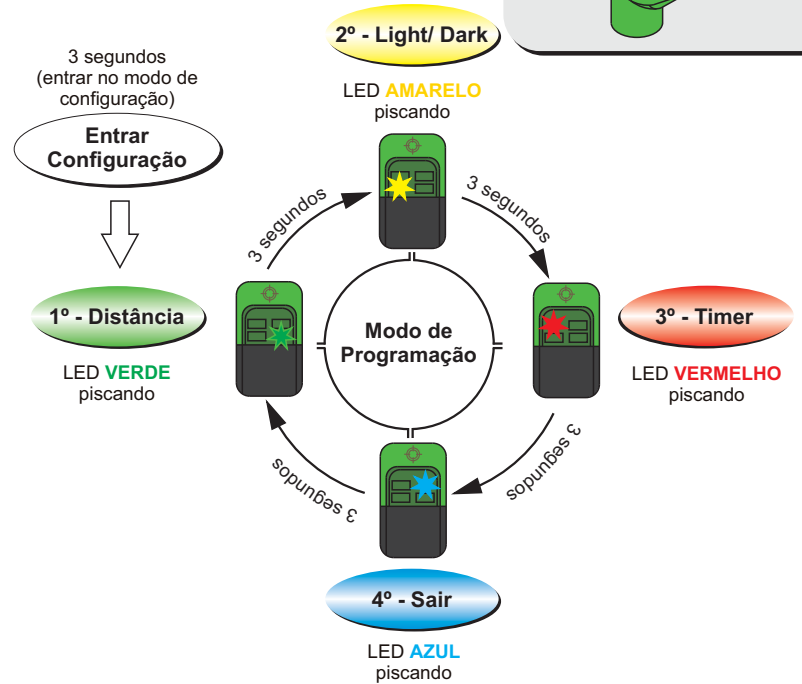 2º - Light/ Dark
LED AMARELO
piscando
3 segundos
(entrar no modo de
configuração)
Entrar
Configuração
3 segundos
3 segundos
1º - Distância
LED VERDE
piscando
Modo de
Programação
3º - Timer
LED VERMELHO
piscando
3 segundos
3 segundos
4º - Sair
LED AZUL
piscando